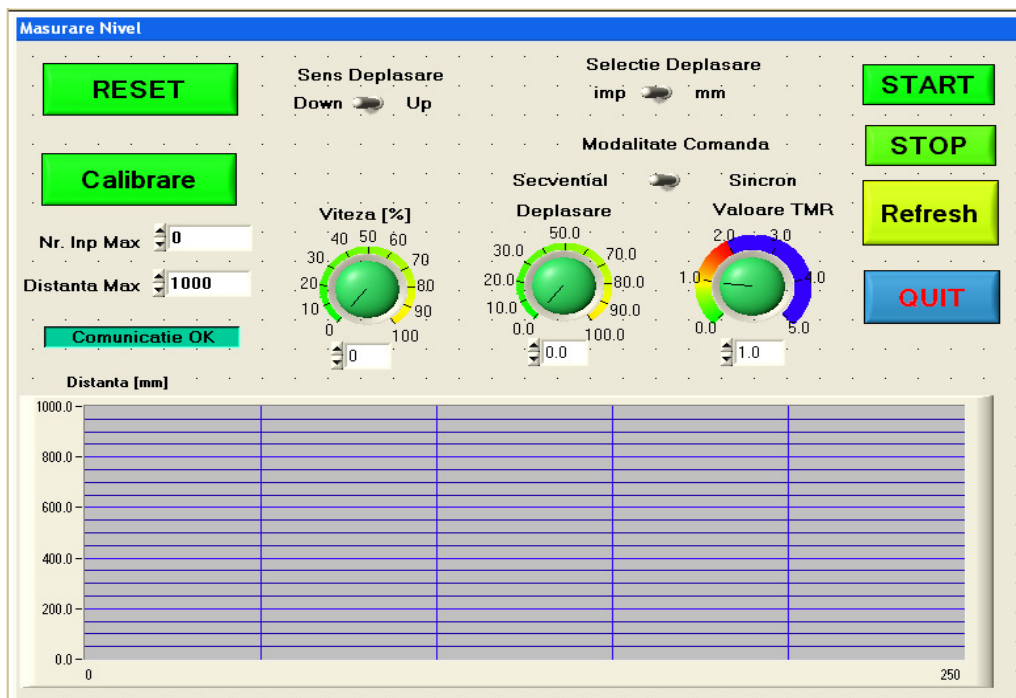 Masurare Nivel
RESET
Sens Deplasare
Down Up
Selectie Deplasare
imp mm
START
Modalitate Comanda
STOP
Calibrare
Secvential Sincron
Refresh
Nr. Inp Max 0
Distanta Max 1000
Comunicatie OK
Viteza [%]
0 10 20 30 40 50 60 70 80 90 100
0
Deplasare
0.0 10.0 20.0 30.0 50.0 70.0 80.0 90.0 100.0
0.0
Valoare TMR
0.0 1.0 2.0 3.0 4.0 5.0
1.0
QUIT
Distanta [mm]
1000.0
800.0
600.0
400.0
200.0
0.0
0 250